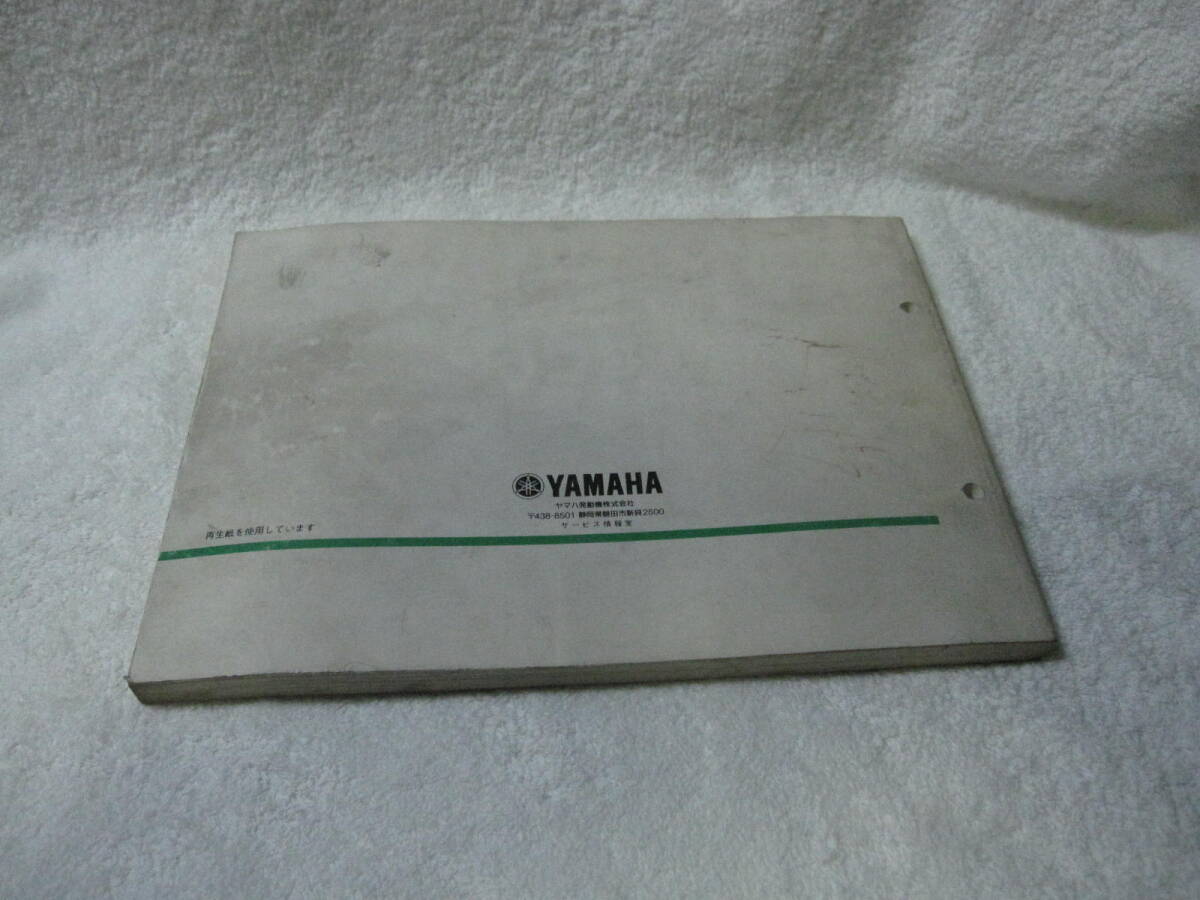 YAMAHA
ヤマハ発動機株式会社
〒438-8501 静岡県磐田市新貝2500
サービス情報室
再生紙を使用しています